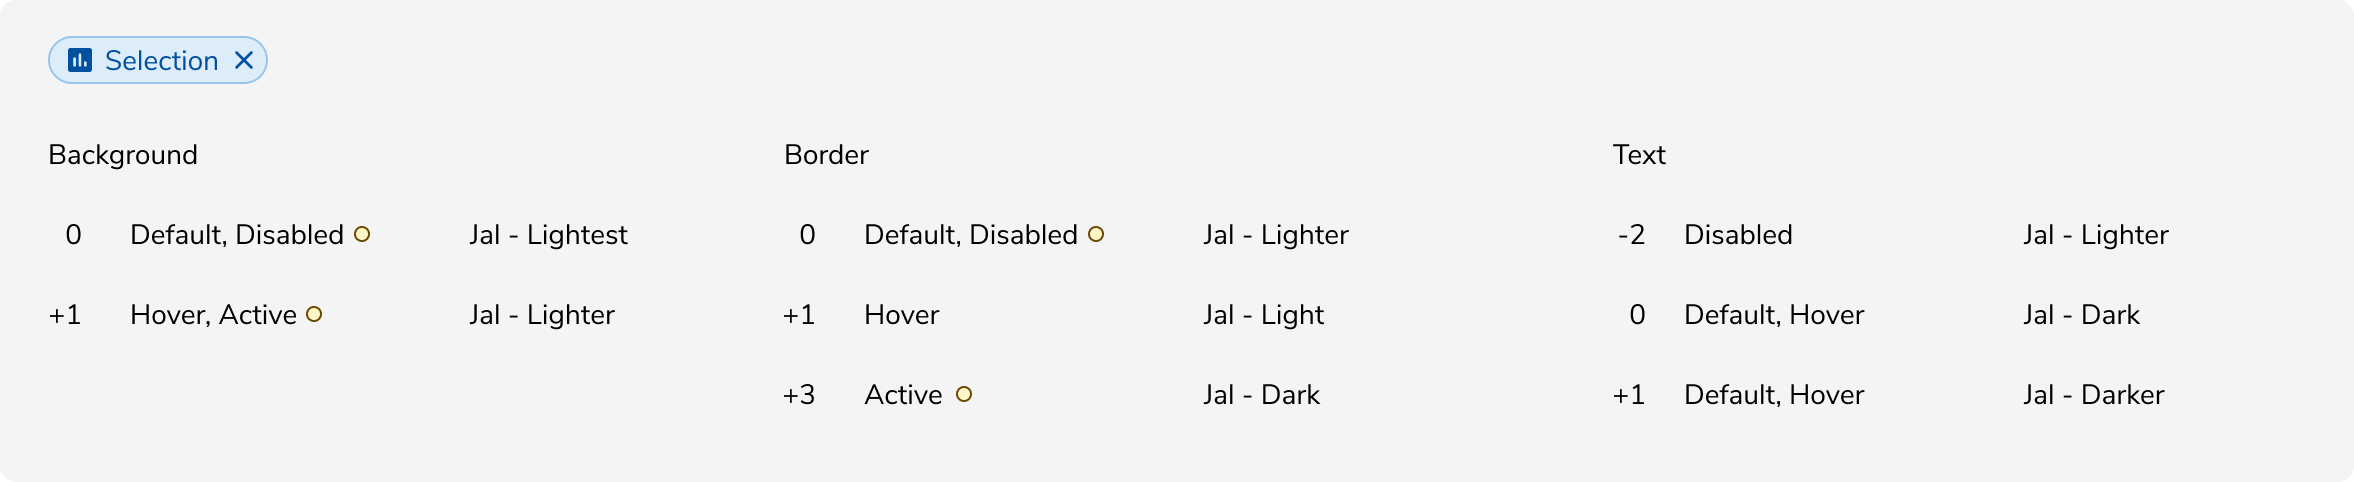 Selection
Background Border Text
0 Default, Disabled Jal - Lightest 0 Default, Disabled Jal - Lighter -2 Disabled Jal - Lighter
+1 Hover, Active Jal - Lighter +1 Hover Jal - Light 0 Default, Hover Jal - Dark
+3 Active Jal - Dark +1 Default, Hover Jal - Darker